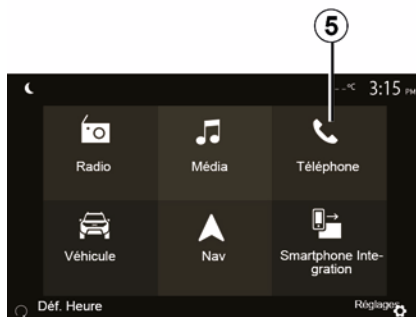 5
--°C 3:15 PM
Radio Média Téléphone
Véhicule Nav Smartphone Inte-
gration
Déf. Heure Réglages